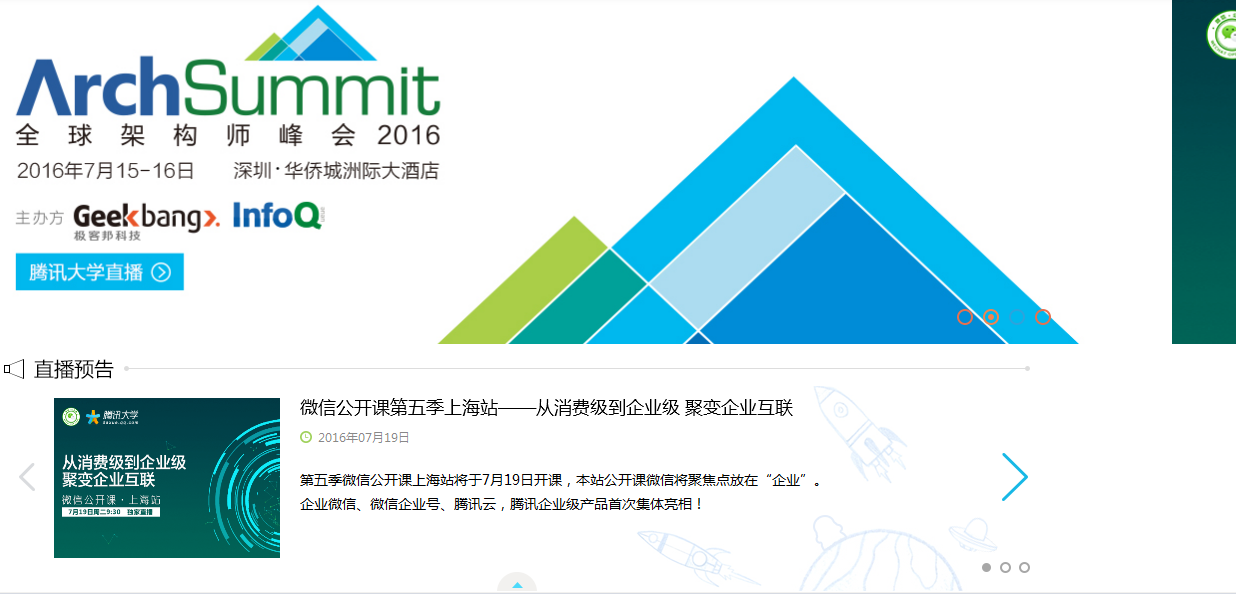 ArchSummit
全球架构师峰会2016
2016年7月15-16日 深圳·华侨城洲际大酒店
主办方 Geekbang>. InfoQ
极客邦科技
腾讯大学直播
直播预告
腾讯大学
daxue.qq.com
从消费级到企业级
聚变企业互联
微信公开课·上海站
7月19日周二9:30 独家直播
微信公开课第五季上海站——从消费级到企业级 聚变企业互联
2016年07月19日
第五季微信公开课上海站将于7月19日开课，本站公开课微信将聚焦点放在“企业”。
企业微信、微信企业号、腾讯云，腾讯企业级产品首次集体亮相！